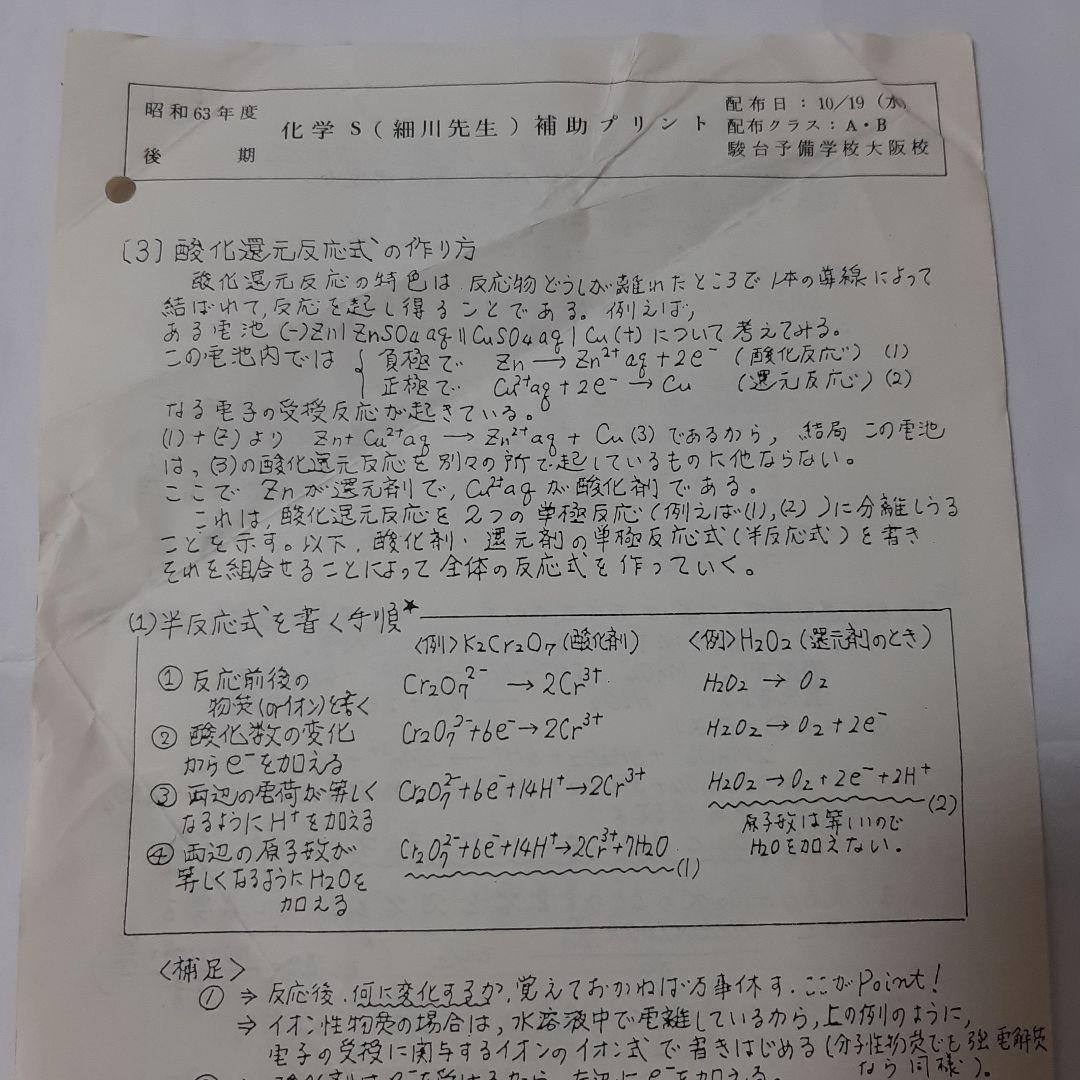 昭和63年度
後期
化学S(細川先生)補助プリント
配布日：10/19（水）
配布クラス：A・B
駿台予備学校大阪校
〔3〕酸化還元反応式の作り方
酸化還元反応の特色は 反応物どうしが離れたところで1本の導線によって
結ばれて,反応を起し得ることである。例えば,
ある電池 (-)Zn|ZnSO4aq||CuSO4aq|Cu(+)について考えてみる。
この電池内では { 負極で Zn → Zn²⁺aq+2e⁻ (酸化反応) (1)
正極で Cu²⁺aq+2e⁻ → Cu (還元反応) (2)
なる電子の受授反応が起きている。
(1)+(2)より Zn+Cu²⁺aq → Zn²⁺aq + Cu (3) であるから, 結局 この電池
は,(3)の酸化還元反応を別々の所で起しているものに他ならない。
ここで Znが還元剤で,Cu²⁺aqが酸化剤である。
これは,酸化還元反応を2つの単極反応(例えば(1),(2))に分離しうる
ことを示す。以下,酸化剤・還元剤の単極反応式(半反応式)を書き
それを組合せることによって全体の反応式を作っていく。
(1)半反応式を書く手順★
<例>K2Cr2O7(酸化剤) <例>H2O2(還元剤のとき)
① 反応前後の
物質(orイオン)を書く
Cr2O7²⁻ → 2Cr³⁺ H2O2 → O2
② 酸化数の変化
からe⁻を加える
Cr2O7²⁻+6e⁻→2Cr³⁺ H2O2→O2+2e⁻
③ 両辺の電荷が等しく
なるようにH⁺を加える
Cr2O7²⁻+6e⁻+14H⁺→2Cr³⁺ H2O2→O2+2e⁻+2H⁺ (2)
原子数は等しいので
H2Oを加えない。
④ 両辺の原子数が
等しくなるようにH2Oを
加える
Cr2O7²⁻+6e⁻+14H⁺→2Cr³⁺+7H2O (1)
<補足>
① ⇒ 反応後,何に変化するか,覚えておかねば万事休す.ここがPoint!
⇒ イオン性物質の場合は,水溶液中で電離しているから,上の例のように,
電子の受授に関与するイオンのイオン式で書きはじめる(分子性物質でも強電解質
なら同様)。